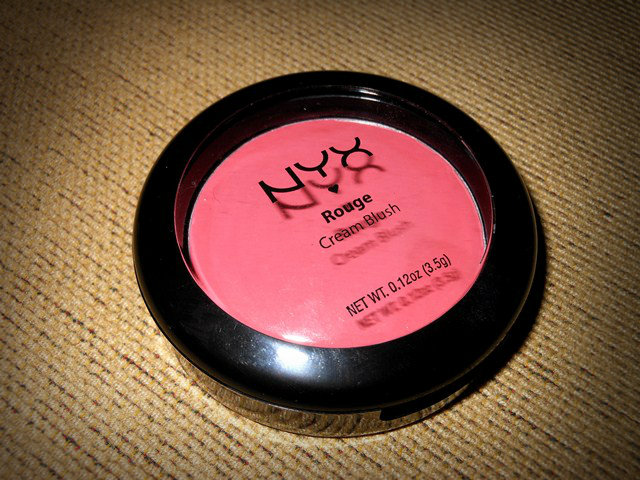 NYX
Rouge
Cream Blush
NET WT. 0.12oz (3.5g)